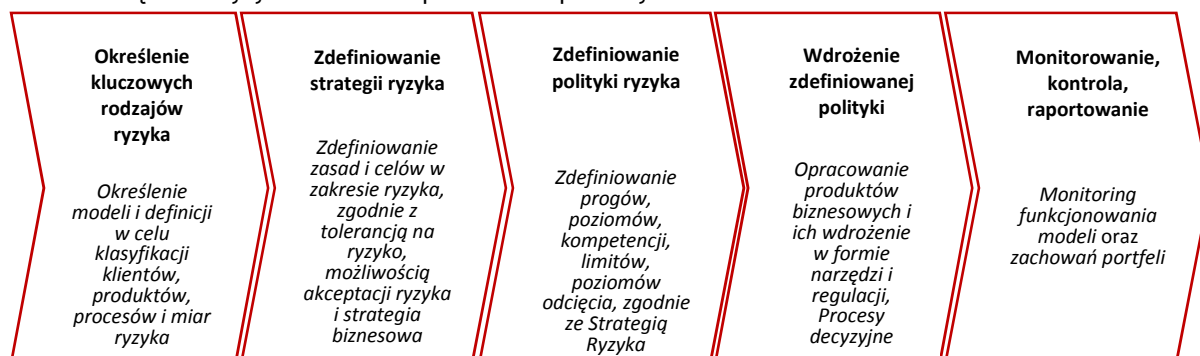 Określenie
kluczowych
rodzajów
ryzyka
Określenie
modeli i definicji
w celu
klasyfikacji
klientów,
produktów,
procesów i miar
ryzyka
Zdefiniowanie
strategii ryzyka
Zdefiniowanie
zasad i celów w
zakresie ryzyka,
zgodnie z
tolerancją na
ryzyko,
możliwością
akceptacji ryzyka
i strategia
biznesowa
Zdefiniowanie
polityki ryzyka
Zdefiniowanie
progów,
poziomów,
kompetencji,
limitów,
poziomów
odcięcia, zgodnie
ze Strategią
Ryzyka
Wdrożenie
zdefiniowanej
polityki
Opracowanie
produktów
biznesowych i
ich wdrożenie
w formie
narzędzi i
regulacji,
Procesy
decyzyjne
Monitorowanie,
kontrola,
raportowanie
Monitoring
funkcjonowania
modeli oraz
zachowań portfeli